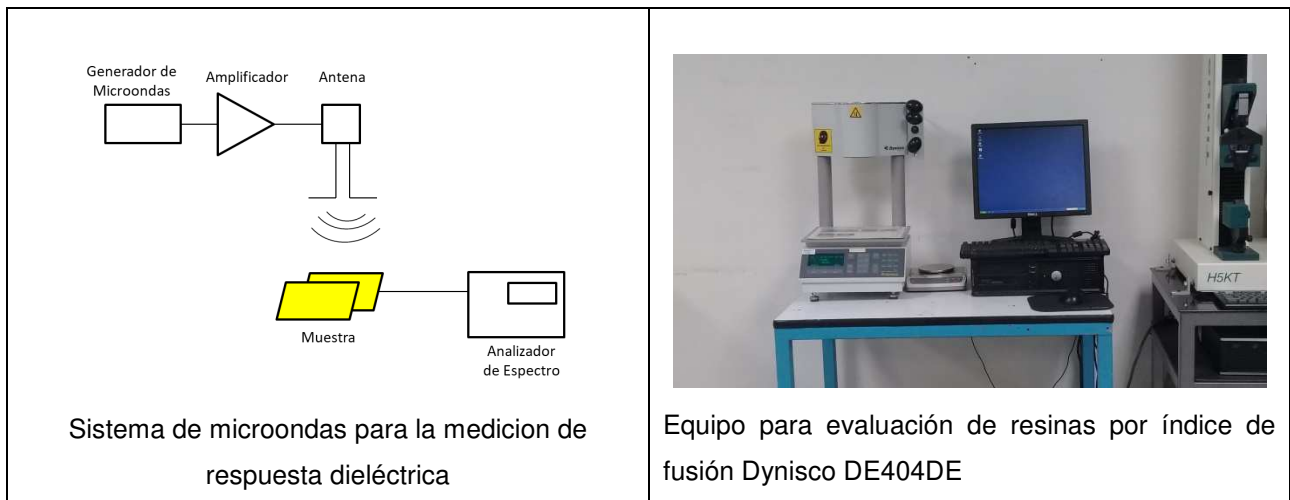 Generador de
Microondas
Amplificador
Antena
Muestra
Analizador
de Espectro
Sistema de microondas para la medicion de
respuesta dieléctrica
Dynisco
H5KT
Equipo para evaluación de resinas por índice de
fusión Dynisco DE404DE